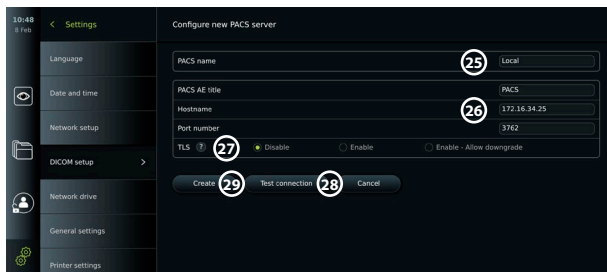 10:48
8 Feb
< Settings
Configure new PACS server
Language
Date and time
Network setup
DICOM setup >
Network drive
General settings
Printer settings
PACS name 25 Local
PACS AE title PACS
Hostname 26 172.16.34.25
Port number 3762
TLS ? 27 Disable Enable Enable - Allow downgrade
Create 29 Test connection 28 Cancel